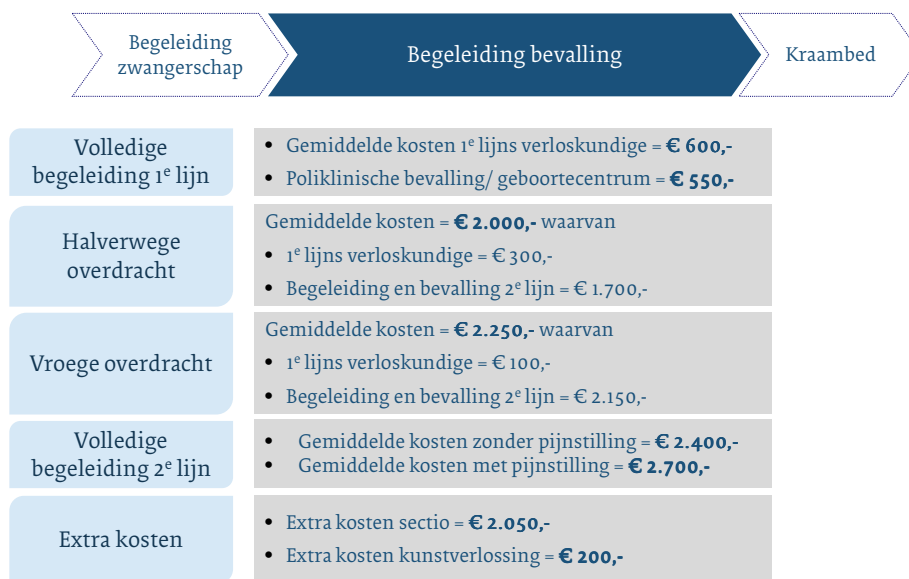 Begeleiding
zwangerschap
Begeleiding bevalling
Kraambed
Volledige
begeleiding 1e lijn
• Gemiddelde kosten 1e lijns verloskundige = € 600,-
• Poliklinische bevalling/ geboortecentrum = € 550,-
Halverwege
overdracht
Gemiddelde kosten = € 2.000,- waarvan
• 1e lijns verloskundige = € 300,-
• Begeleiding en bevalling 2e lijn = € 1.700,-
Vroege overdracht
Gemiddelde kosten = € 2.250,- waarvan
• 1e lijns verloskundige = € 100,-
• Begeleiding en bevalling 2e lijn = € 2.150,-
Volledige
begeleiding 2e lijn
• Gemiddelde kosten zonder pijnstilling = € 2.400,-
• Gemiddelde kosten met pijnstilling = € 2.700,-
Extra kosten
• Extra kosten sectio = € 2.050,-
• Extra kosten kunstverlossing = € 200,-